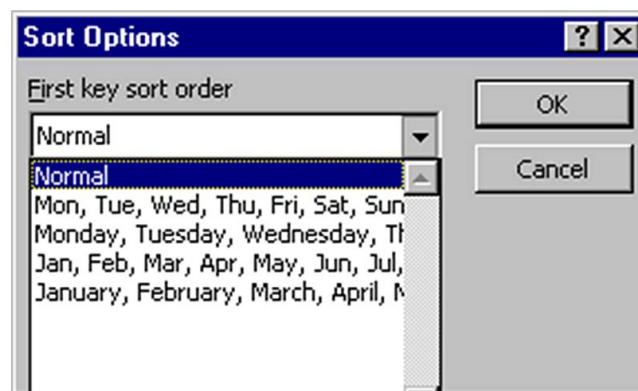 Sort Options
First key sort order
OK
Normal
Cancel
Normal
Mon, Tue, Wed, Thu, Fri, Sat, Sun
Monday, Tuesday, Wednesday,
Jan, Feb, Mar, Apr, May, Jun, Jul,
January, February, March, April,